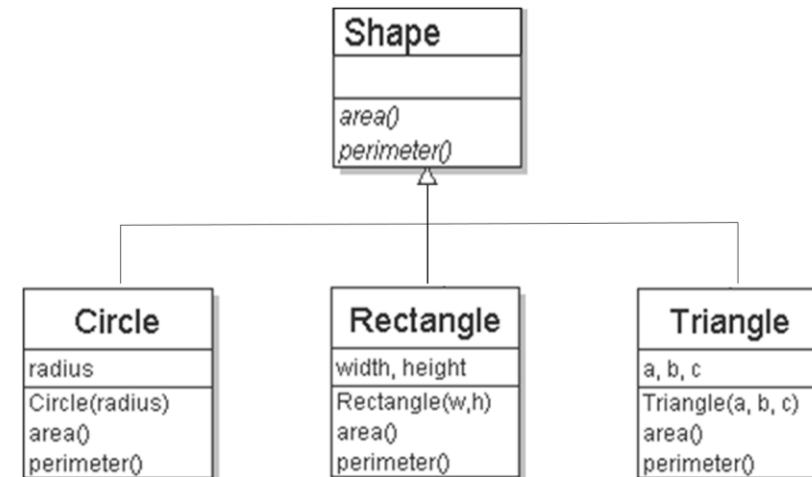 Shape
area()
perimeter()
Circle
radius
Circle(radius)
area()
perimeter()
Rectangle
width, height
Rectangle(w,h)
area()
perimeter()
Triangle
a, b, c
Triangle(a, b, c)
area()
perimeter()